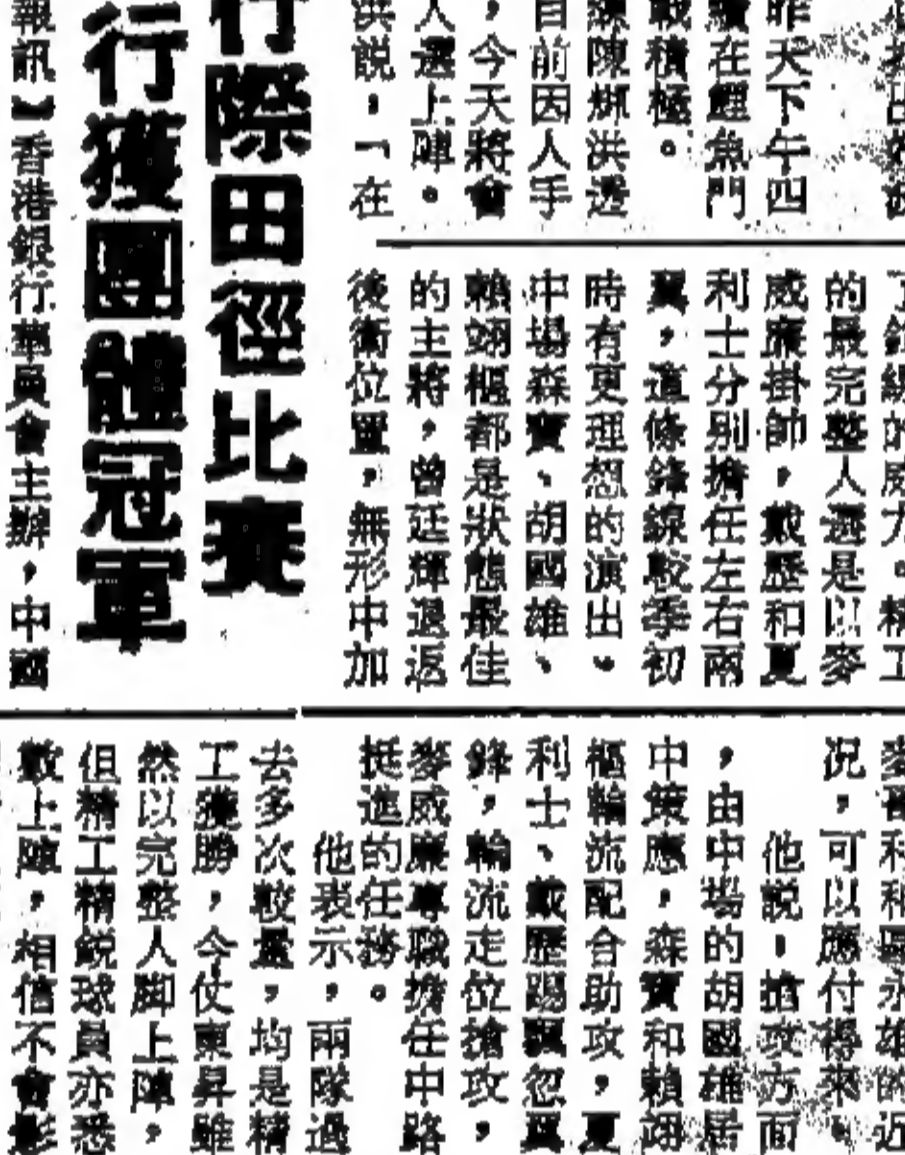 昨天下午四
在鯉魚門
戰積極。
練陳炳洪透
目前因人手
，今天將會
人選上陣。
洪説：「在
的最完整人選是以麥
威廉掛帥，戴歷和夏
利士分別擔任左右兩
翼，這條鋒線較季初
時有更理想的演出。
中場森寶、胡國雄、
賴翊樞都是狀態最佳
的主將，曾廷輝退返
後衛位置，無形中加
况，可以應付得來。
他說：搶攻方面
，由中場的胡國雄居
中策應，森寶和賴翊
樞輪流配合助攻，夏
利士、戴歷踢飄忽翼
鋒，輪流走位搶攻，
麥威廉專職擔任中路
挺進的任務。
他表示，兩隊過
去多次較量，均是精
工獲勝，今仗東昇雖
然以完整人脚上陣，
但精工精銳球員亦悉
數上陣，相信不會影
行際田徑比賽
行獲團體冠軍
報訊】香港銀行華員會主辦，中國